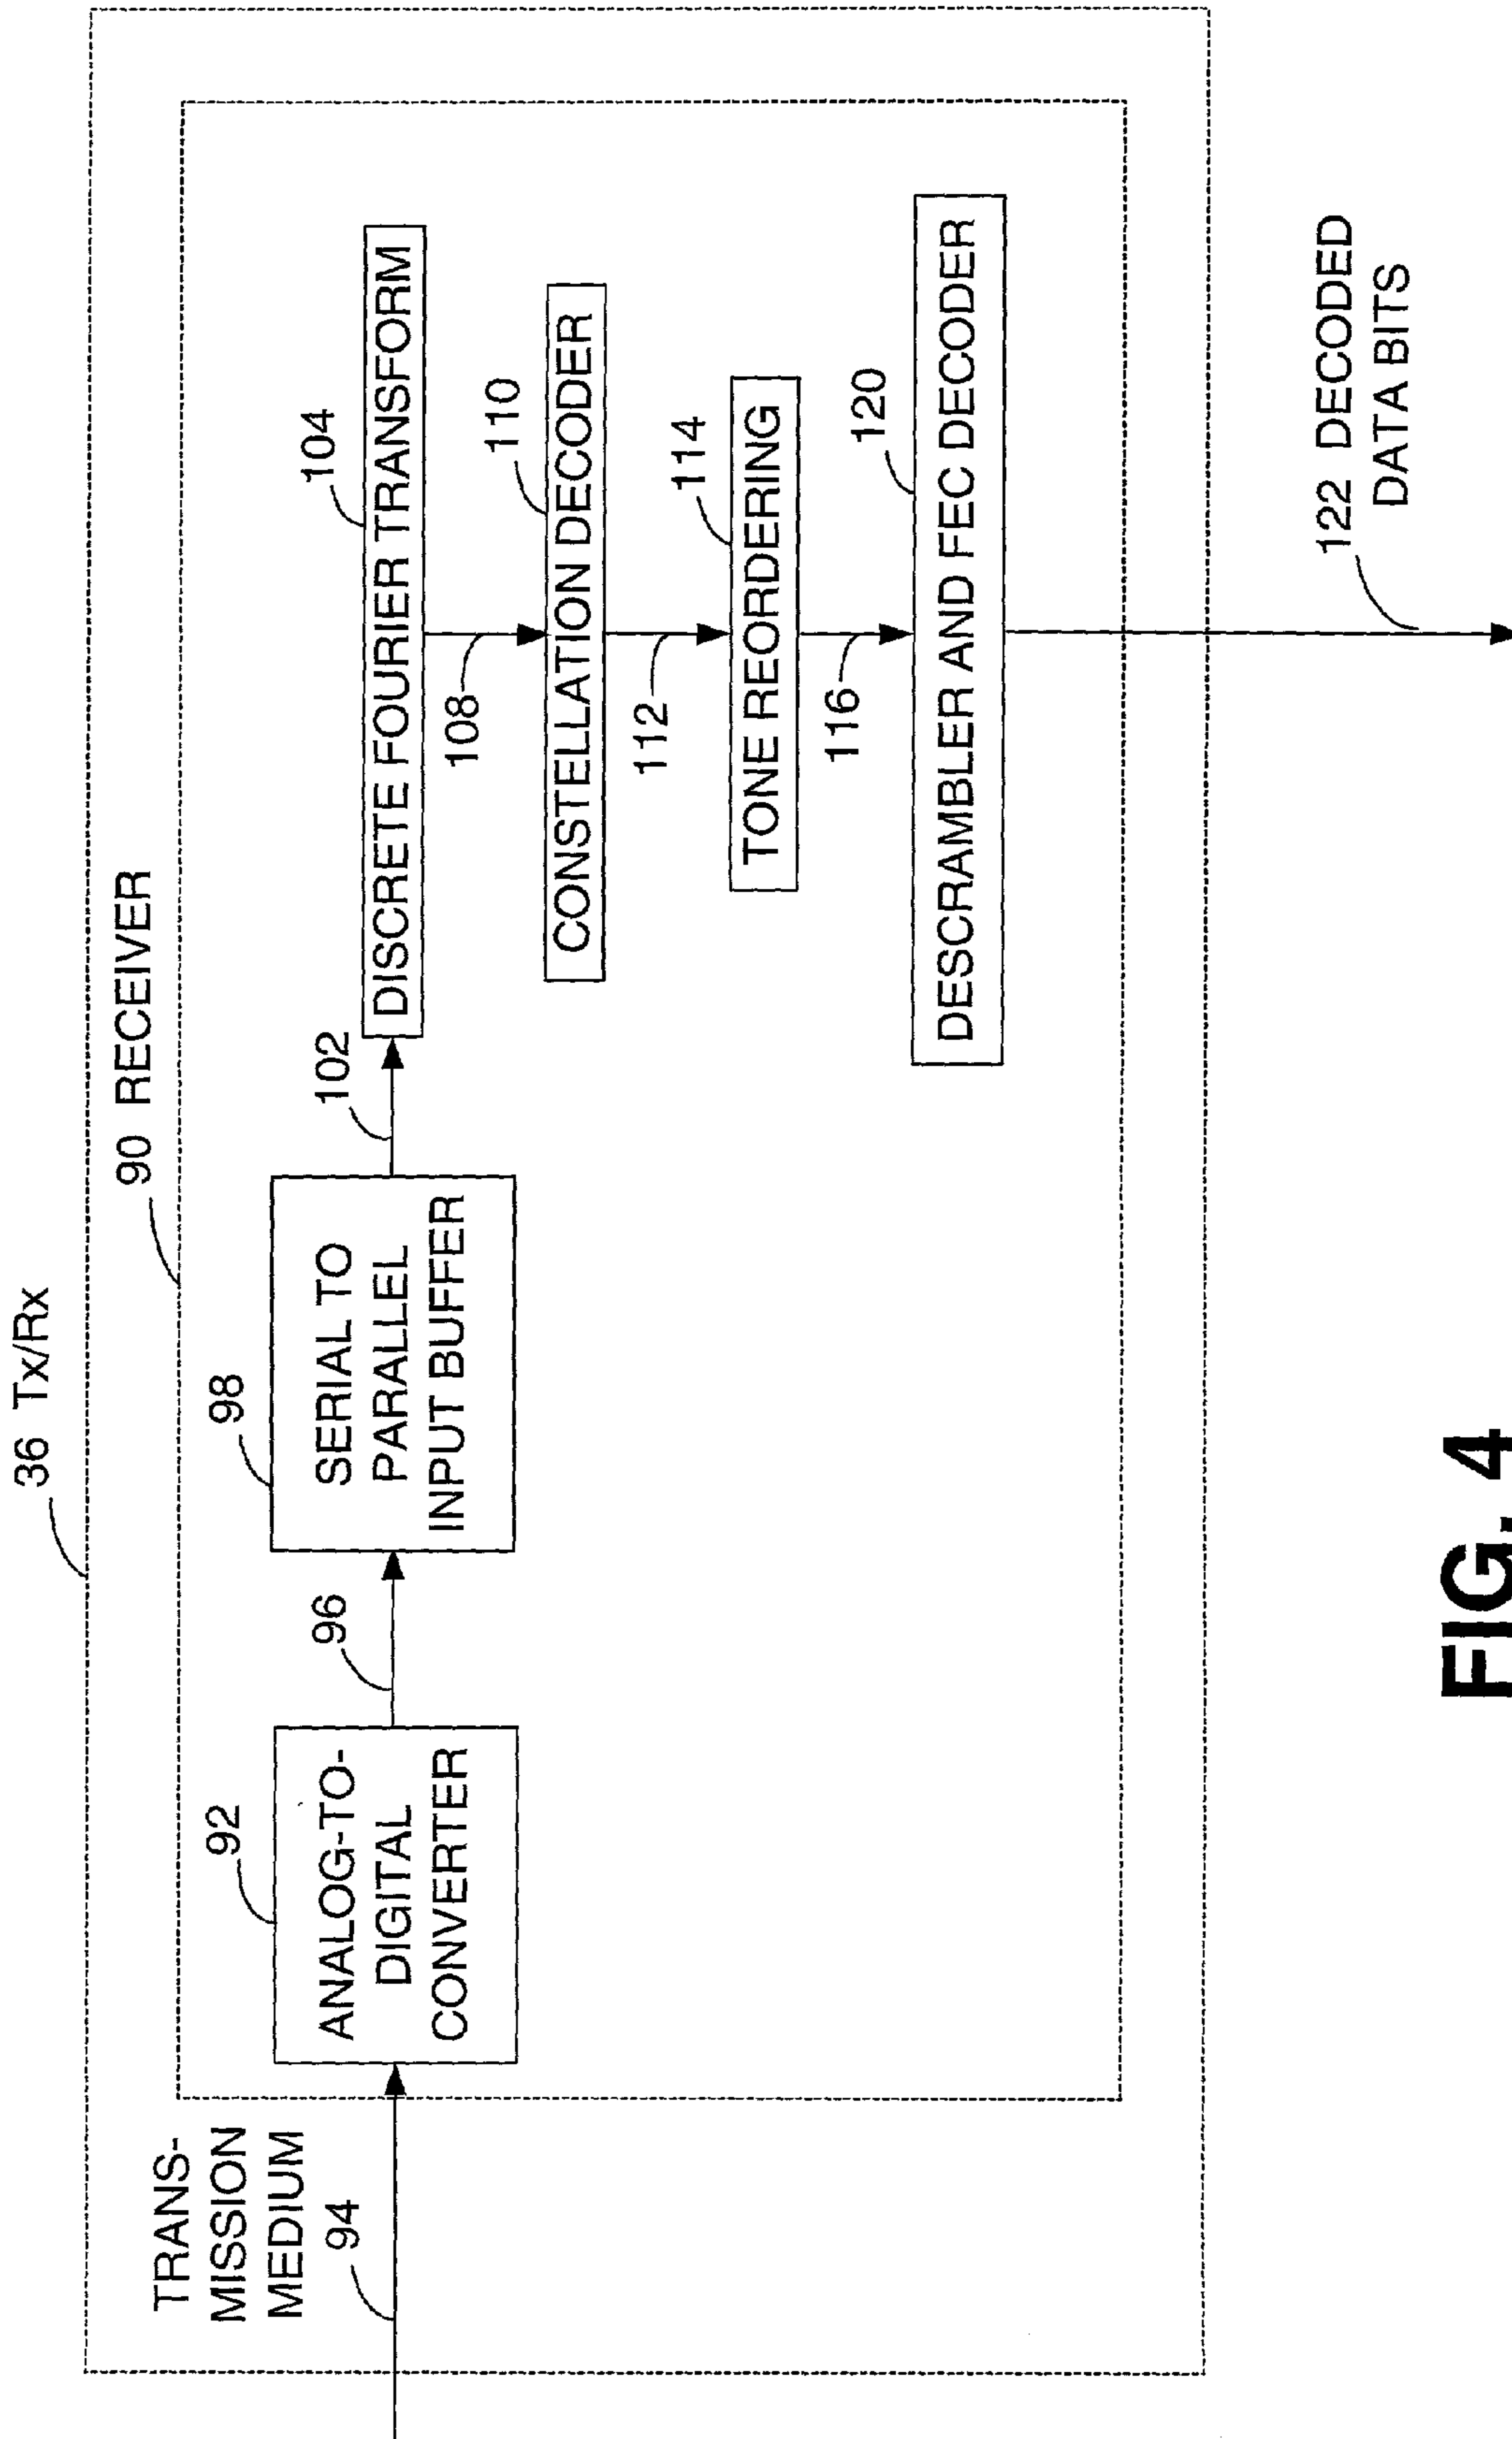 36 Tx/Rx
90 RECEIVER
TRANS-
MISSION
MEDIUM
94
92
ANALOG-TO-
DIGITAL
CONVERTER
96
98
SERIAL TO
PARALLEL
INPUT BUFFER
102
104
DISCRETE FOURIER TRANSFORM
108
110
CONSTELLATION DECODER
112
114
TONE REORDERING
116
120
DESCRAMBLER AND FEC DECODER
122 DECODED
DATA BITS
FIG. 4